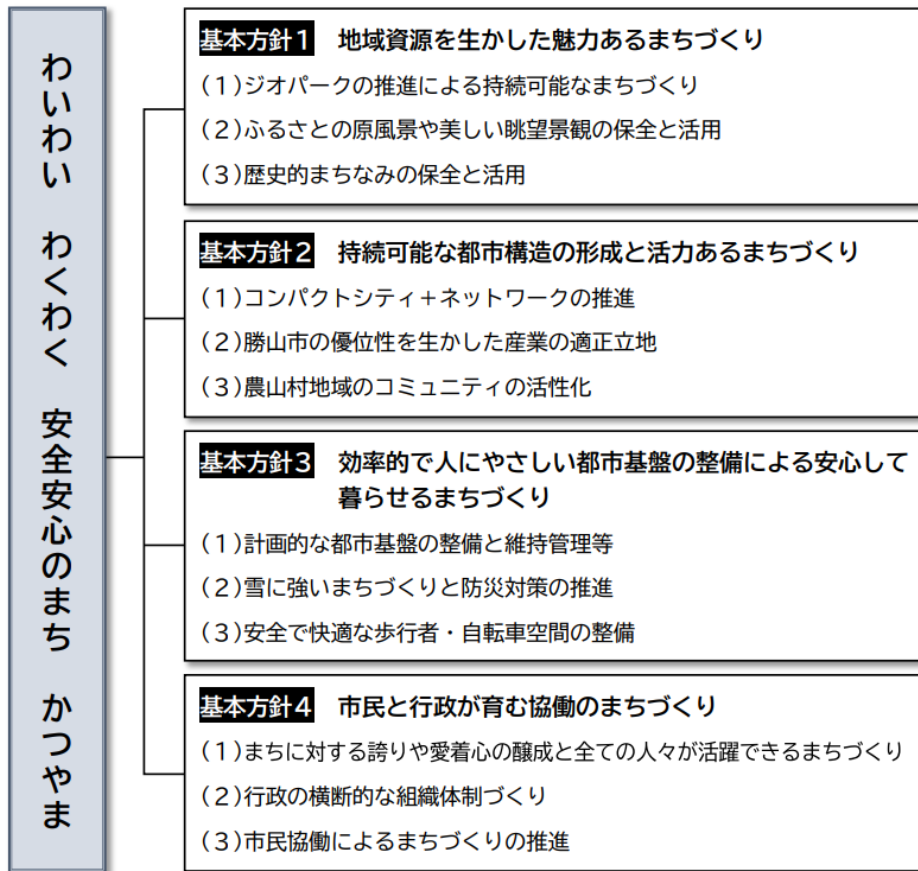 わいわい わくわく 安全安心のまち かつやま
基本方針1 地域資源を生かした魅力あるまちづくり
(1)ジオパークの推進による持続可能なまちづくり
(2)ふるさとの原風景や美しい眺望景観の保全と活用
(3)歴史的まちなみの保全と活用
基本方針2 持続可能な都市構造の形成と活力あるまちづくり
(1)コンパクトシティ+ネットワークの推進
(2)勝山市の優位性を生かした産業の適正立地
(3)農山村地域のコミュニティの活性化
基本方針3 効率的で人にやさしい都市基盤の整備による安心して
暮らせるまちづくり
(1)計画的な都市基盤の整備と維持管理等
(2)雪に強いまちづくりと防災対策の推進
(3)安全で快適な歩行者・自転車空間の整備
基本方針4 市民と行政が育む協働のまちづくり
(1)まちに対する誇りや愛着心の醸成と全ての人々が活躍できるまちづくり
(2)行政の横断的な組織体制づくり
(3)市民協働によるまちづくりの推進